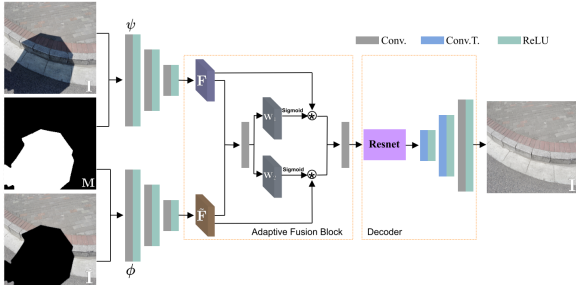 ψ
I
F
Conv.
Conv.T.
ReLU
Sigmoid
W
M
Resnet
Sigmoid
W
I
F̃
I
Adaptive Fusion Block
Decoder
ϕ